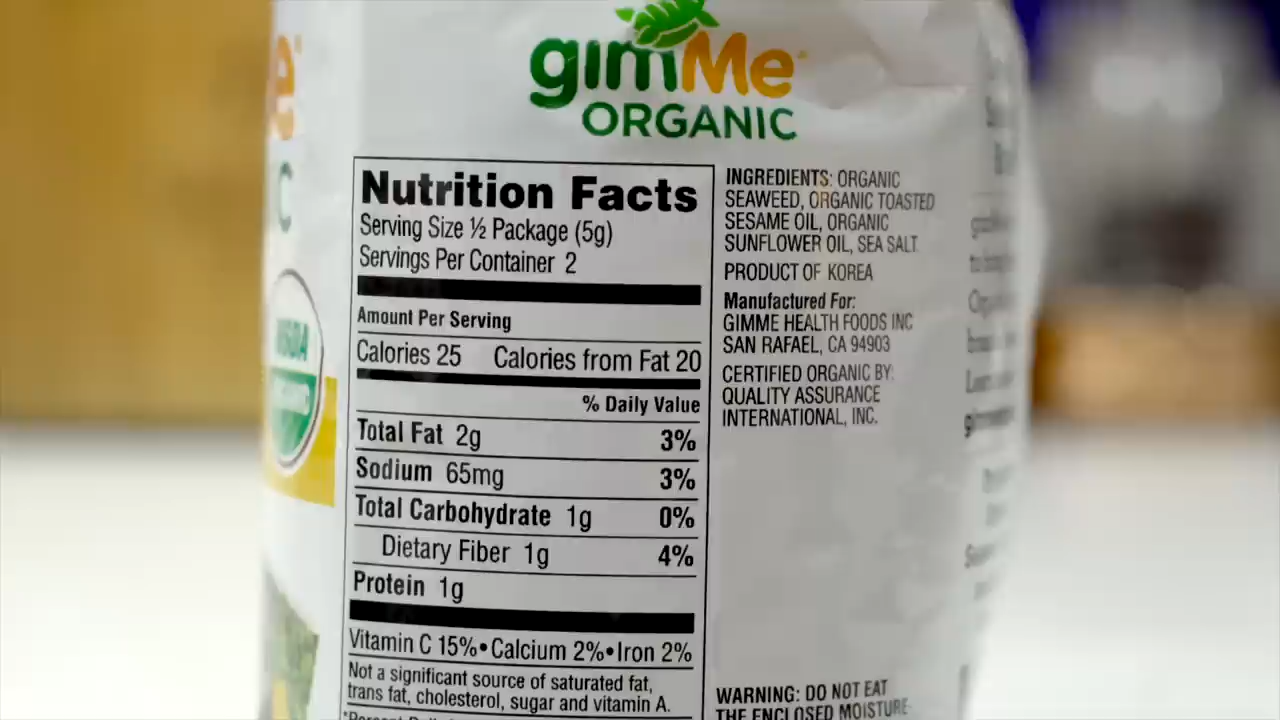 gimMe
ORGANIC
Nutrition Facts
Serving Size ½ Package (5g)
Servings Per Container 2
Amount Per Serving
Calories 25 Calories from Fat 20
% Daily Value
Total Fat 2g 3%
Sodium 65mg 3%
Total Carbohydrate 1g 0%
Dietary Fiber 1g 4%
Protein 1g
Vitamin C 15%•Calcium 2%•Iron 2%
Not a significant source of saturated fat,
trans fat, cholesterol, sugar and vitamin A.
INGREDIENTS: ORGANIC
SEAWEED, ORGANIC TOASTED
SESAME OIL, ORGANIC
SUNFLOWER OIL, SEA SALT
PRODUCT OF KOREA
Manufactured For:
GIMME HEALTH FOODS INC
SAN RAFAEL, CA 94903
CERTIFIED ORGANIC BY:
QUALITY ASSURANCE
INTERNATIONAL, INC.
WARNING: DO NOT EAT
THE ENCLOSED MOISTURE
e
C
USDA